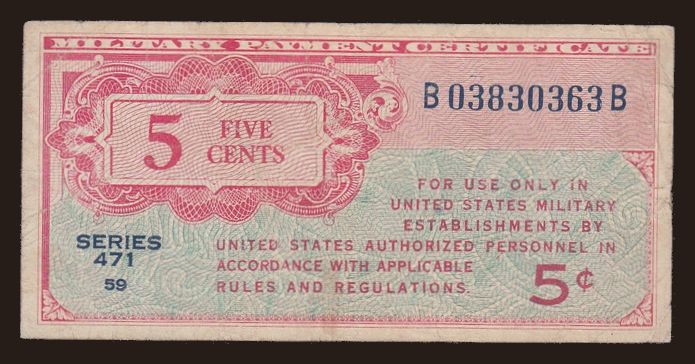 MILITARY PAYMENT CERTIFICATE
B03830363B
5 FIVE
CENTS
FOR USE ONLY IN
UNITED STATES MILITARY
ESTABLISHMENTS BY
UNITED STATES AUTHORIZED PERSONNEL IN
ACCORDANCE WITH APPLICABLE
RULES AND REGULATIONS.
SERIES
471
59
5¢